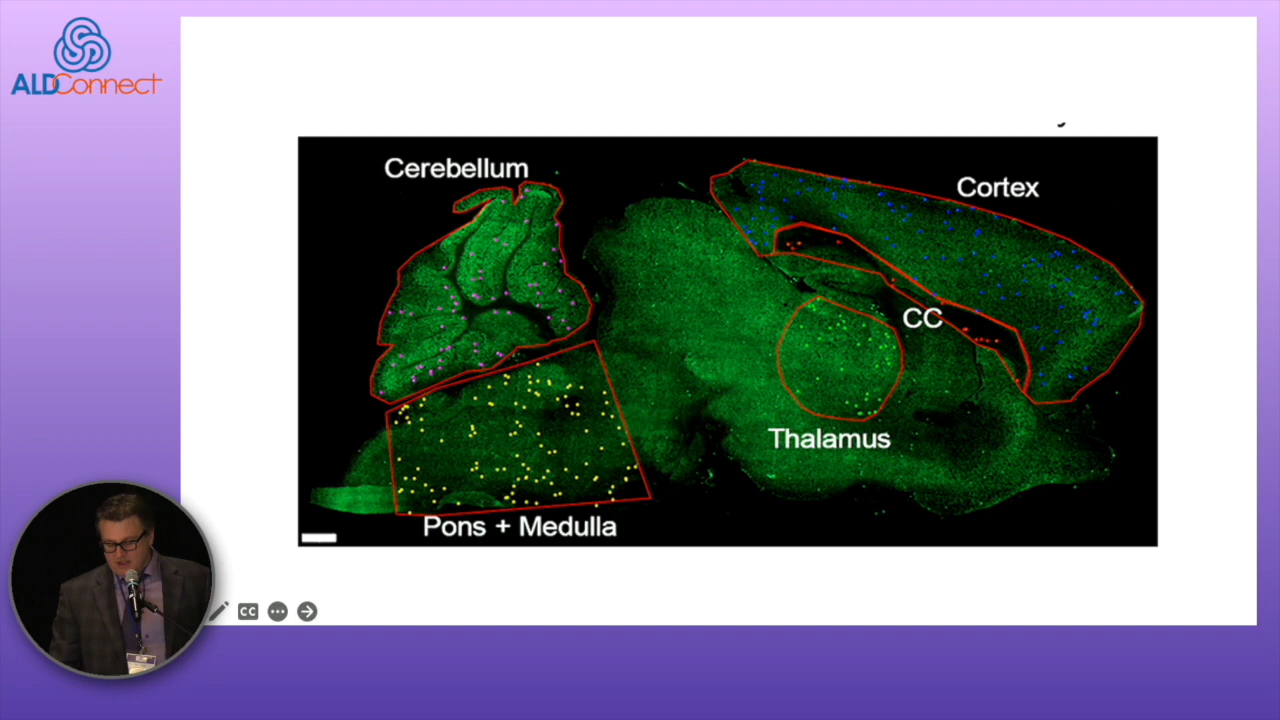 ALDConnect
Cerebellum
Cortex
CC
Thalamus
Pons + Medulla
CC